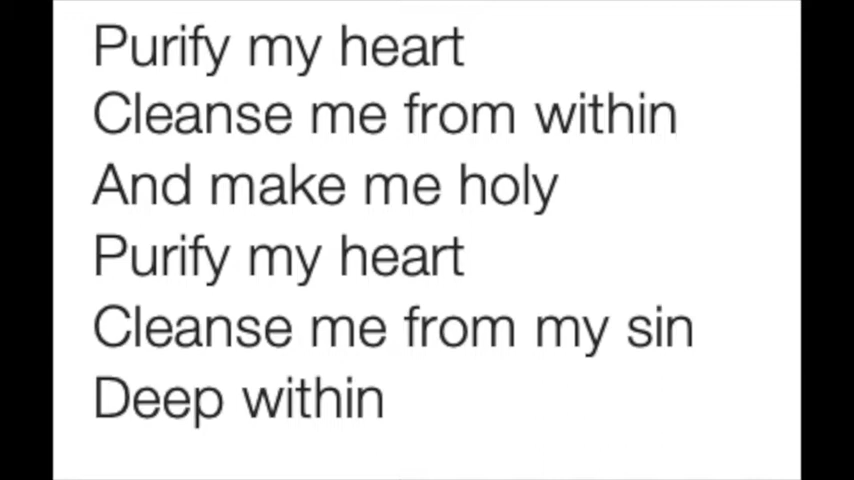 Purify my heart
Cleanse me from within
And make me holy
Purify my heart
Cleanse me from my sin
Deep within